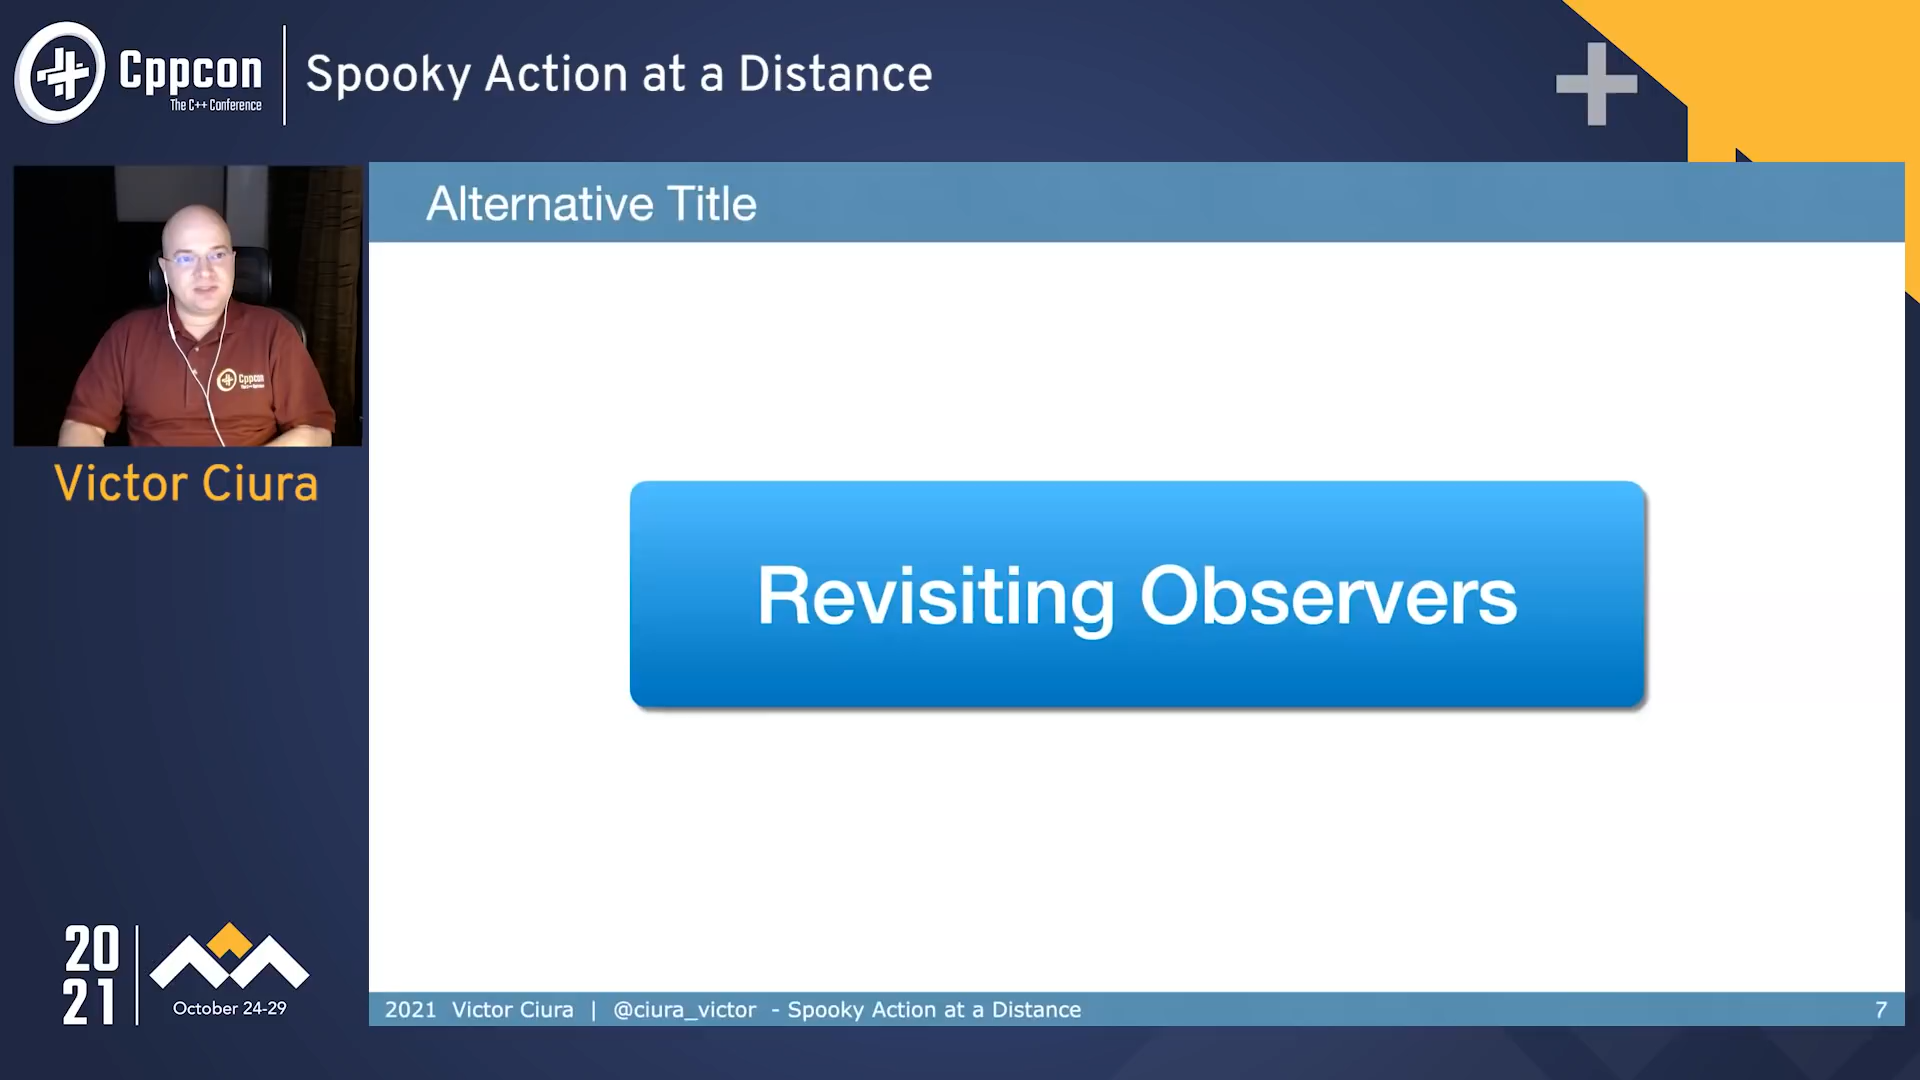 Cppcon
The C++ Conference
Spooky Action at a Distance
Alternative Title
Cppcon
Victor Ciura
Revisiting Observers
20
21
October 24-29
2021 Victor Ciura | @ciura_victor - Spooky Action at a Distance
7